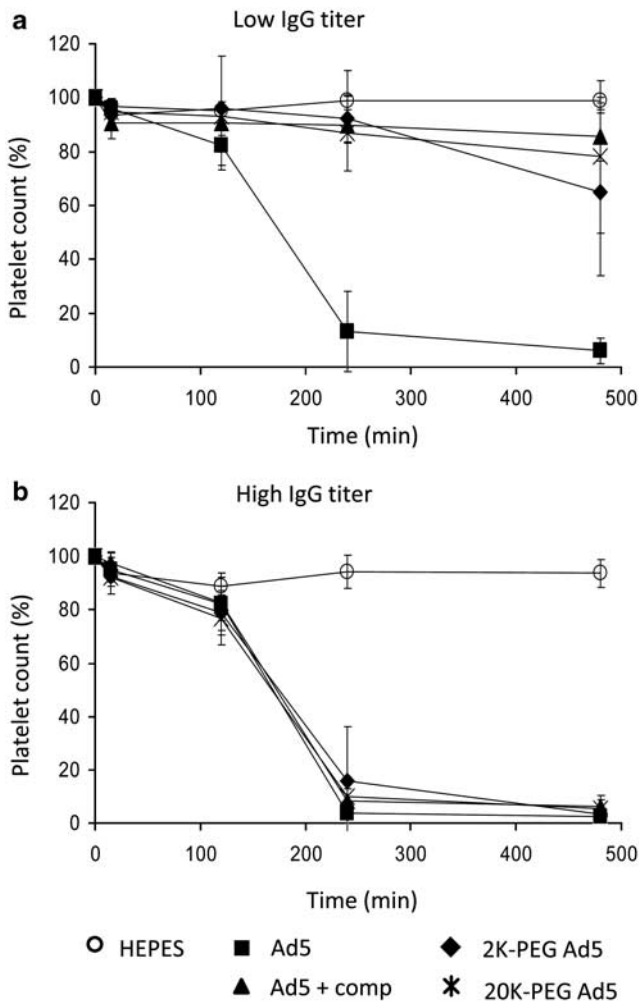 a
Low IgG titer
120
100
80
60
40
20
0
Platelet count (%)
0 100 200 300 400 500
Time (min)
b
High IgG titer
120
100
80
60
40
20
0
Platelet count (%)
0 100 200 300 400 500
Time (min)
HEPES Ad5 2K-PEG Ad5
Ad5 + comp 20K-PEG Ad5